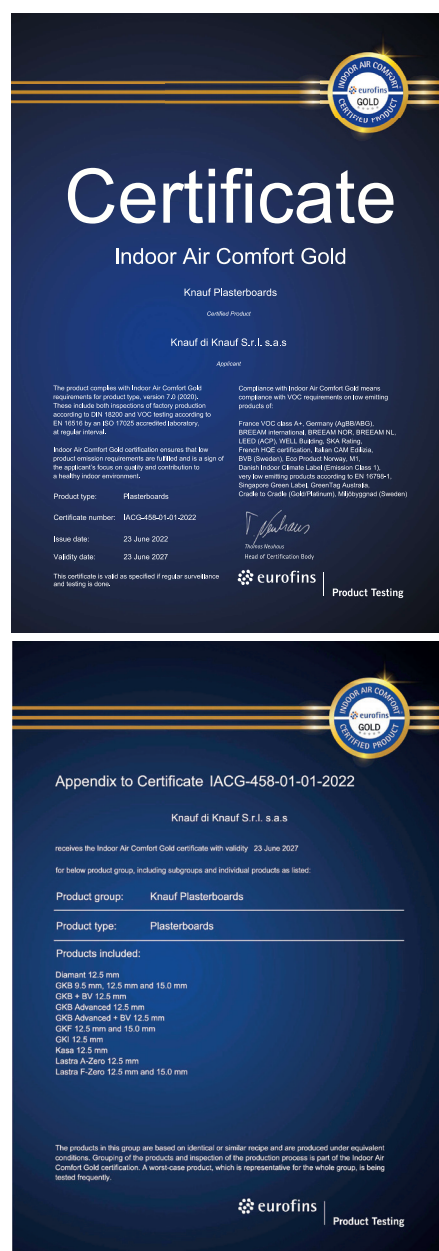 INDOOR AIR COMFORT
eurofins
GOLD
CERTIFIED PRODUCT
Certificate
Indoor Air Comfort Gold
Knauf Plasterboards
Certified Product
Knauf di Knauf S.r.l. s.a.s
Applicant
The product complies with Indoor Air Comfort Gold
requirements for product type, version 7.0 (2020).
These include both inspections of factory production
according to DIN 18200 and VOC testing according to
EN 16516 by an ISO 17025 accredited laboratory,
at regular interval.
Indoor Air Comfort Gold certification ensures that low
product emission requirements are fulfilled and is a sign of
the applicant's focus on quality and contribution to
a healthy indoor environment.
Product type: Plasterboards
Certificate number: IACG-458-01-01-2022
Issue date: 23 June 2022
Validity date: 23 June 2027
This certificate is valid as specified if regular surveillance
and testing is done.
Compliance with Indoor Air Comfort Gold means
compliance with VOC requirements on low emitting
products of:
France VOC class A+, Germany (AgBB/ABG),
BREEAM international, BREEAM NOR, BREEAM NL,
LEED (ACP), WELL Building, SKA Rating,
French HQE certification, Italian CAM Edilizia,
BVB (Sweden), Eco Product Norway, M1,
Danish Indoor Climate Label (Emission Class 1),
very low emitting products according to EN 16798-1,
Singapore Green Label, GreenTag Australia,
Cradle to Cradle (Gold/Platinum), Miljöbyggnad (Sweden)
T Neuhaus
Thomas Neuhaus
Head of Certification Body
eurofins
Product Testing
INDOOR AIR COMFORT
eurofins
GOLD
CERTIFIED PRODUCT
Appendix to Certificate IACG-458-01-01-2022
Knauf di Knauf S.r.l. s.a.s
receives the Indoor Air Comfort Gold certificate with validity 23 June 2027
for below product group, including subgroups and individual products as listed:
Product group: Knauf Plasterboards
Product type: Plasterboards
Products included:
Diamant 12.5 mm
GKB 9.5 mm, 12.5 mm and 15.0 mm
GKB + BV 12.5 mm
GKB Advanced 12.5 mm
GKB Advanced + BV 12.5 mm
GKF 12.5 mm and 15.0 mm
GKI 12.5 mm
Kasa 12.5 mm
Lastra A-Zero 12.5 mm
Lastra F-Zero 12.5 mm and 15.0 mm
The products in this group are based on identical or similar recipe and are produced under equivalent
conditions. Grouping of the products and inspection of the production process is part of the Indoor Air
Comfort Gold certification. A worst-case product, which is representative for the whole group, is being
tested frequently.
eurofins
Product Testing